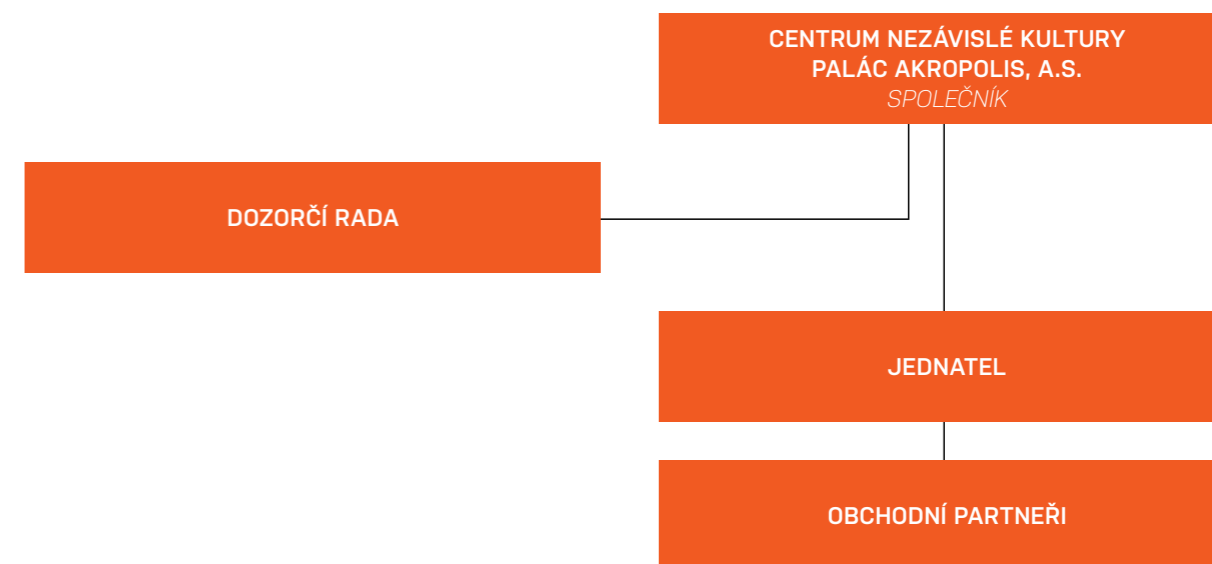 CENTRUM NEZÁVISLÉ KULTURY
PALÁC AKROPOLIS, A.S.
SPOLEČNÍK
DOZORČÍ RADA
JEDNATEL
OBCHODNÍ PARTNEŘI